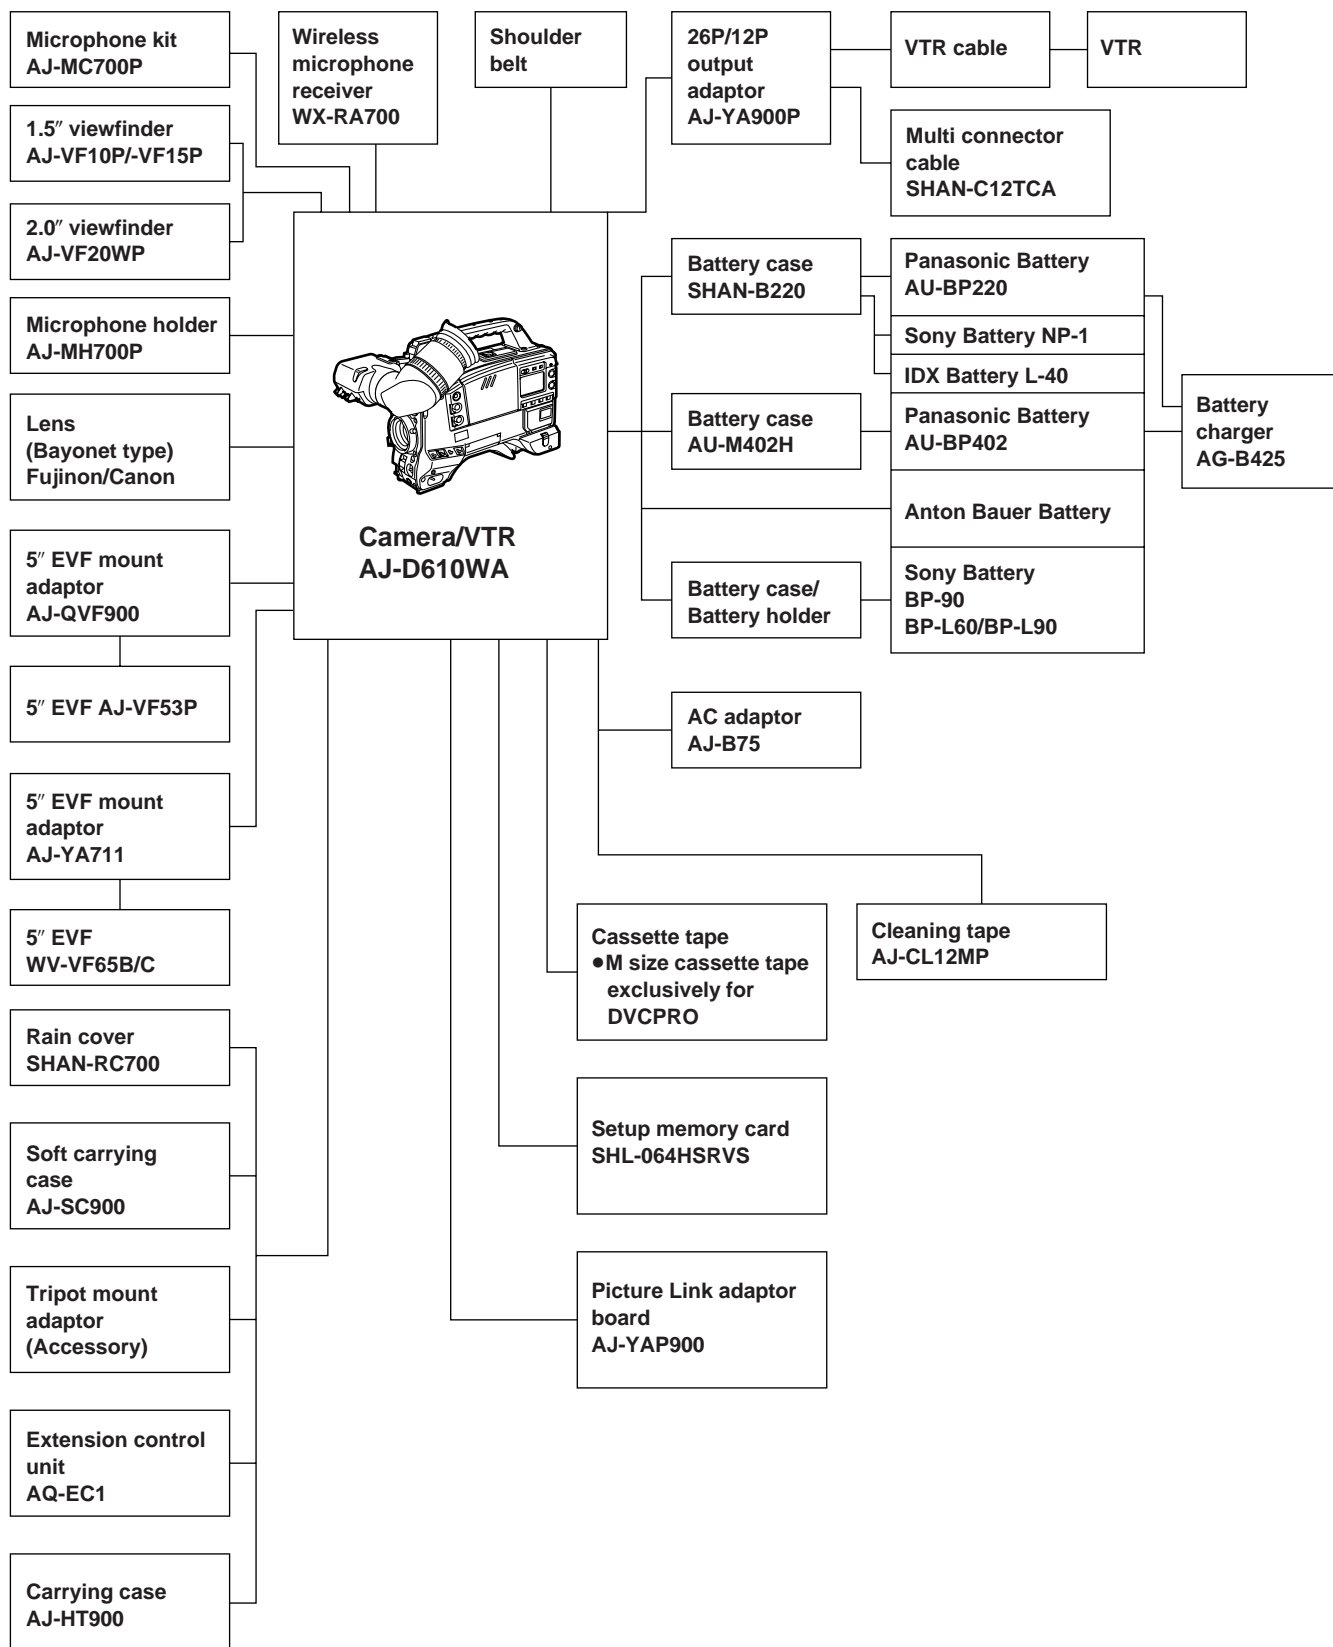 Microphone kit
AJ-MC700P
Wireless
microphone
receiver
WX-RA700
Shoulder
belt
26P/12P
output
adaptor
AJ-YA900P
VTR cable
VTR
Multi connector
cable
SHAN-C12TCA
1.5″ viewfinder
AJ-VF10P/-VF15P
2.0″ viewfinder
AJ-VF20WP
Microphone holder
AJ-MH700P
Lens
(Bayonet type)
Fujinon/Canon
5″ EVF mount
adaptor
AJ-QVF900
5″ EVF AJ-VF53P
5″ EVF mount
adaptor
AJ-YA711
5″ EVF
WV-VF65B/C
Rain cover
SHAN-RC700
Soft carrying
case
AJ-SC900
Tripot mount
adaptor
(Accessory)
Extension control
unit
AQ-EC1
Carrying case
AJ-HT900
Camera/VTR
AJ-D610WA
Battery case
SHAN-B220
Panasonic Battery
AU-BP220
Sony Battery NP-1
IDX Battery L-40
Battery case
AU-M402H
Panasonic Battery
AU-BP402
Battery
charger
AG-B425
Anton Bauer Battery
Battery case/
Battery holder
Sony Battery
BP-90
BP-L60/BP-L90
AC adaptor
AJ-B75
Cassette tape
●M size cassette tape
exclusively for
DVCPRO
Cleaning tape
AJ-CL12MP
Setup memory card
SHL-064HSRVS
Picture Link adaptor
board
AJ-YAP900